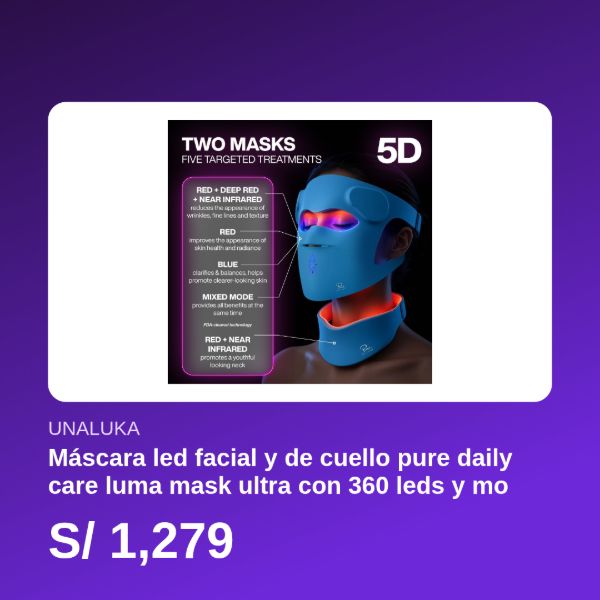 TWO MASKS
FIVE TARGETED TREATMENTS
5D
RED + DEEP RED
+ NEAR INFRARED
reduces the appearance of
wrinkles, fine lines and texture
RED
improves the appearance of
skin health and radiance
BLUE
clarifies & balances, helps
promote clearer-looking skin
MIXED MODE
provides all benefits at the
same time
FDA-cleared technology
RED + NEAR
INFRARED
promotes a youthful
looking neck
UNALUKA
Máscara led facial y de cuello pure daily
care luma mask ultra con 360 leds y mo
S/ 1,279